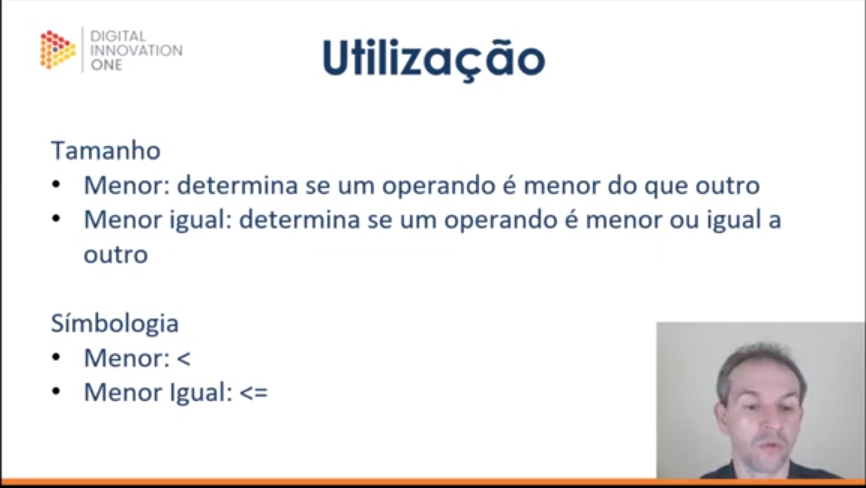 DIGITAL
INNOVATION
ONE
Utilização
Tamanho
• Menor: determina se um operando é menor do que outro
• Menor igual: determina se um operando é menor ou igual a
outro
Símbologia
• Menor: <
• Menor Igual: <=